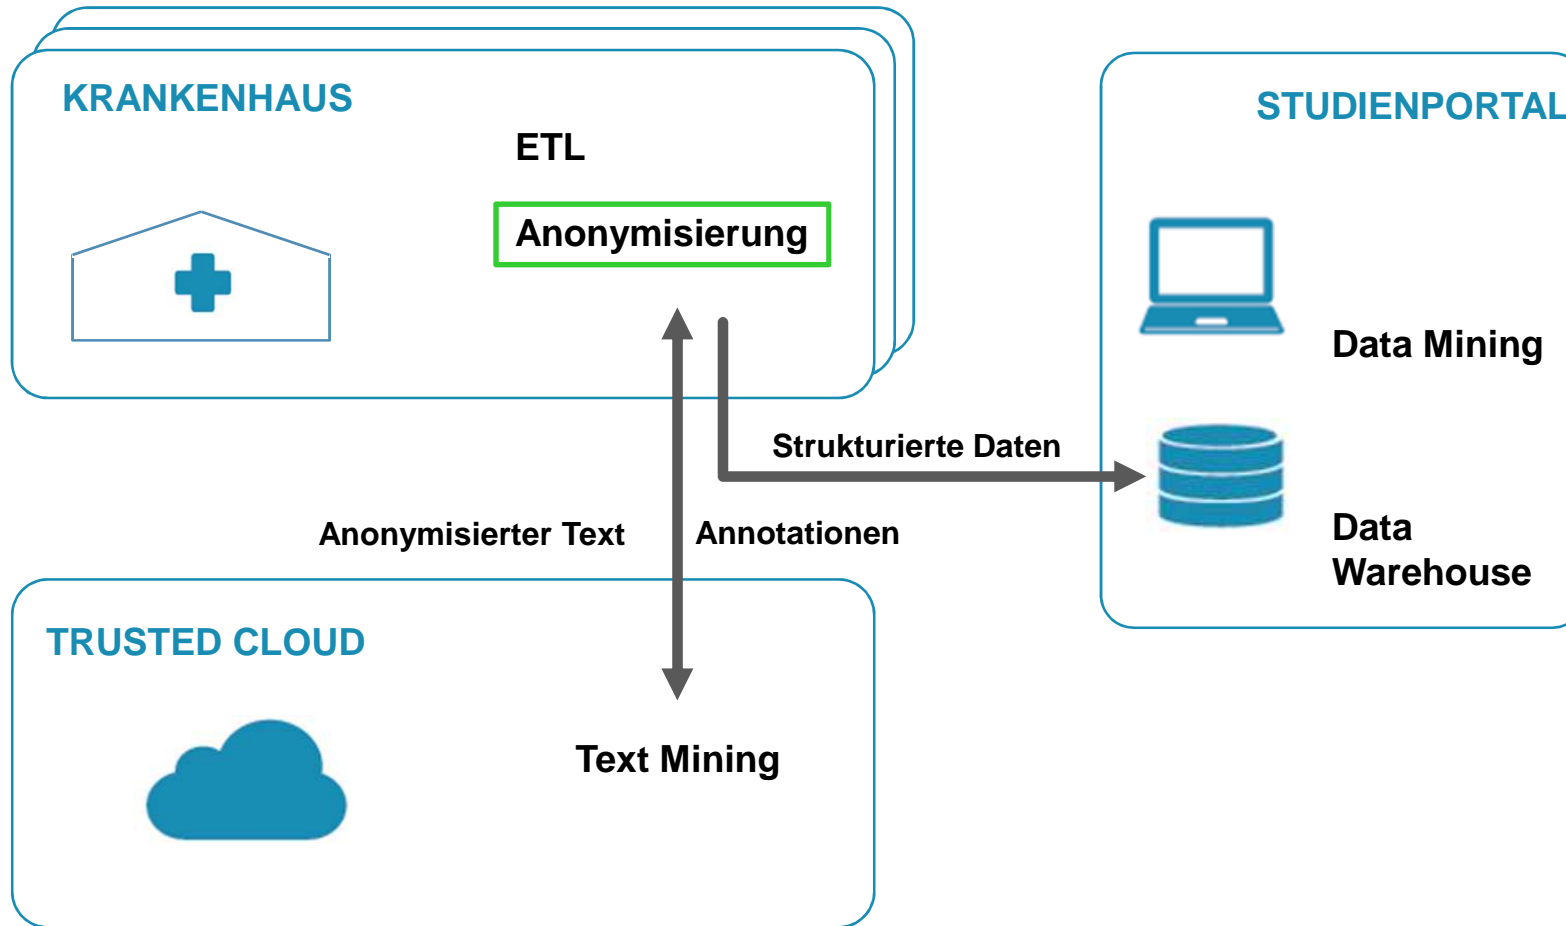 KRANKENHAUS
ETL
Anonymisierung
STUDIENPORTAL
Data Mining
Strukturierte Daten
Data
Warehouse
Anonymisierter Text
Annotationen
TRUSTED CLOUD
Text Mining